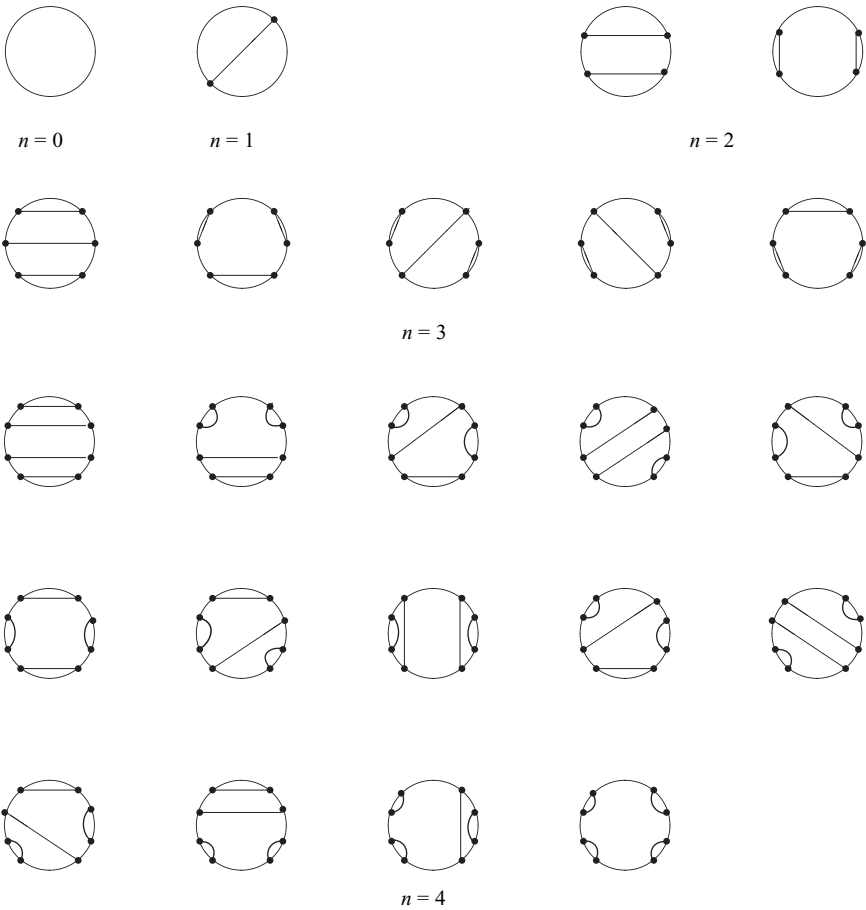 n = 0
n = 1
n = 2
n = 3
n = 4